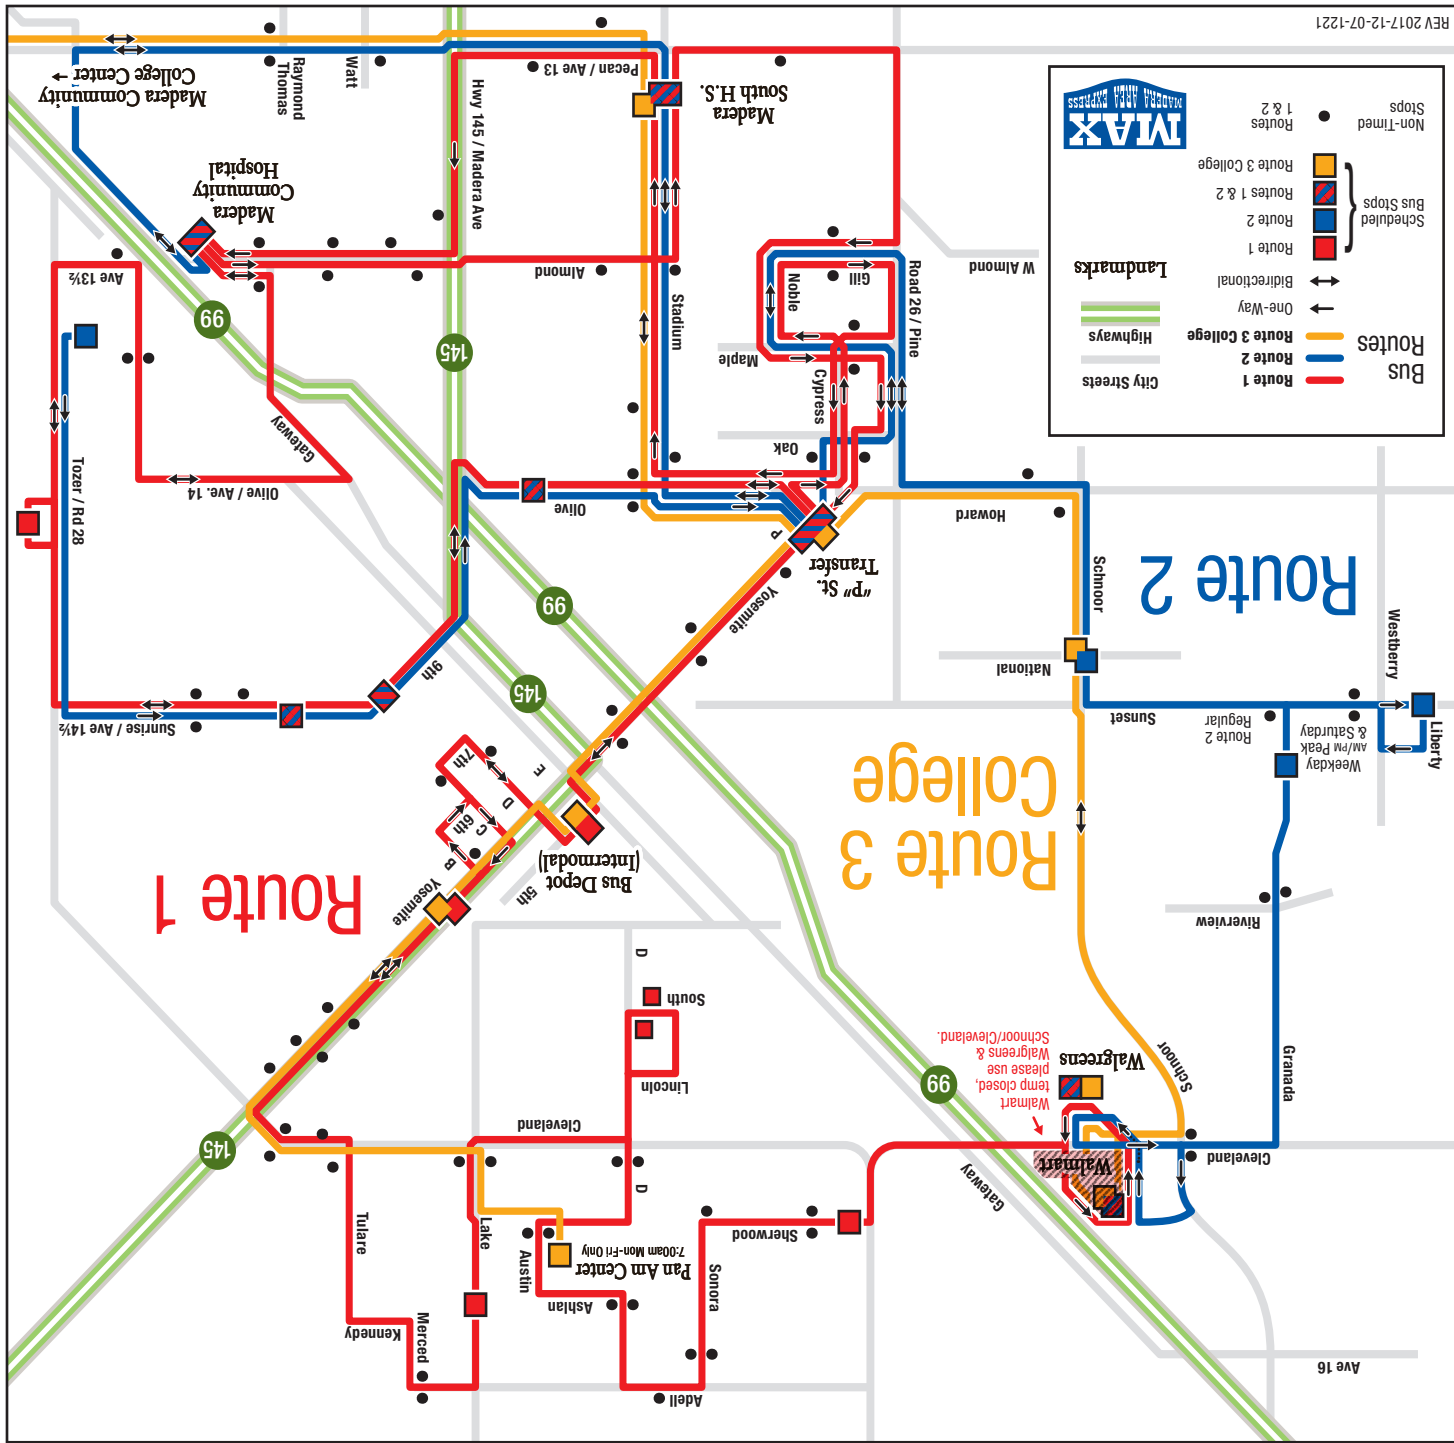 Ave 16
Gateway
Adell
Sonora
Sherwood
Ashlan
Austin
Pan Am Center
7:00am Mon-Fri Only
Merced
Kennedy
Lake
Tulare
145
Cleveland
Walmart
Cleveland
D
Walmart
temp closed,
please use
Walgreens &
Schnoor/Cleveland.
Walgreens
Schnoor
Granada
99
Lincoln
South
D
Riverview
Route 3
College
Route 1
Yosemite
5th
Bus Depot
(Intermodal)
B
6th
C
7th
D
E
Liberty
Weekday
AM/PM Peak
& Saturday
Route 2
Regular
Sunset
Westberry
National
Schnoor
Route 2
Howard
145
Sunrise / Ave 14½
9th
99
Yosemite
"P" St.
Transfer
P
Olive
Tozer / Rd 28
Olive / Ave. 14
Gateway
Oak
Cypress
Maple
Noble
Gill
Road 26 / Pine
W Almond
Stadium
145
99
Ave 13½
Almond
Madera
Community
Hospital
Hwy 145 / Madera Ave
Madera
South H.S.
Pecan / Ave 13
Watt
Raymond
Thomas
Madera Community
College Center
Bus
Routes
Route 1
Route 2
Route 3 College
One-Way
Bidirectional
City Streets
Highways
Landmarks
Scheduled
Bus Stops
Route 1
Route 2
Routes 1 & 2
Route 3 College
Non-Timed
Stops
Routes
1 & 2
MAX
MADERA AREA EXPRESS
REV 2017-12-07-1221